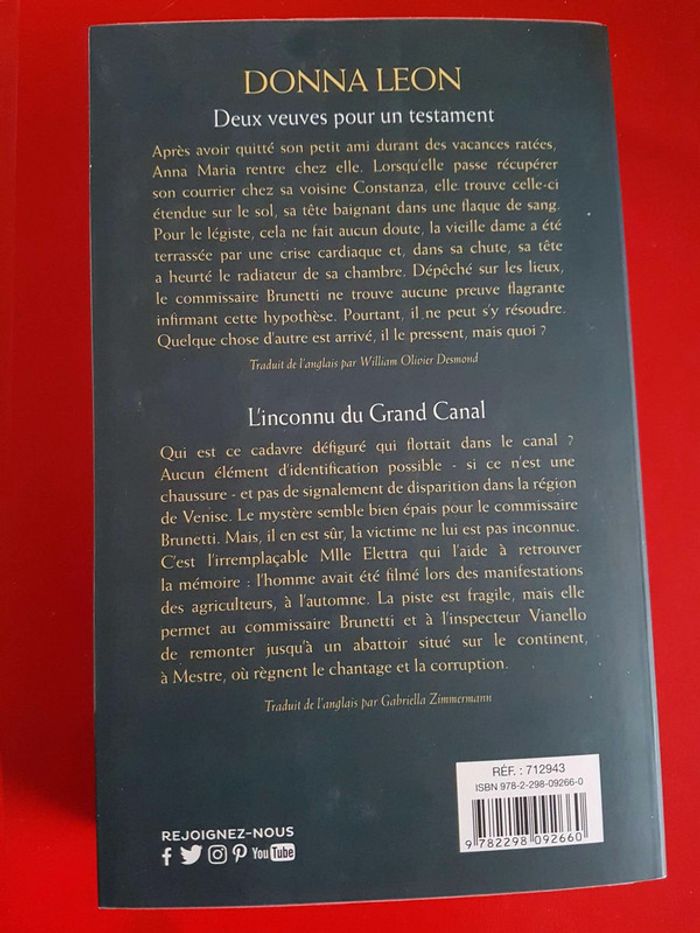 DONNA LEON
Deux veuves pour un testament
Après avoir quitté son petit ami durant des vacances ratées,
Anna Maria rentre chez elle. Lorsqu'elle passe récupérer
son courrier chez sa voisine Constanza, elle trouve celle-ci
étendue sur le sol, sa tête baignant dans une flaque de sang.
Pour le légiste, cela ne fait aucun doute, la vieille dame a été
terrassée par une crise cardiaque et, dans sa chute, sa tête
a heurté le radiateur de sa chambre. Dépêché sur les lieux,
le commissaire Brunetti ne trouve aucune preuve flagrante
infirmant cette hypothèse. Pourtant, il ne peut s'y résoudre.
Quelque chose d'autre est arrivé, il le pressent, mais quoi ?
Traduit de l'anglais par William Olivier Desmond
L'inconnu du Grand Canal
Qui est ce cadavre défiguré qui flottait dans le canal ?
Aucun élément d'identification possible - si ce n'est une
chaussure - et pas de signalement de disparition dans la région
de Venise. Le mystère semble bien épais pour le commissaire
Brunetti. Mais, il en est sûr, la victime ne lui est pas inconnue.
C'est l'irremplaçable Mlle Elettra qui l'aide à retrouver
la mémoire : l'homme avait été filmé lors des manifestations
des agriculteurs, à l'automne. La piste est fragile, mais elle
permet au commissaire Brunetti et à l'inspecteur Vianello
de remonter jusqu'à un abattoir situé sur le continent,
à Mestre, où règnent le chantage et la corruption.
Traduit de l'anglais par Gabriella Zimmermann
RÉF. : 712943
ISBN 978-2-298-09266-0
9 782298 092660
REJOIGNEZ-NOUS
You Tube